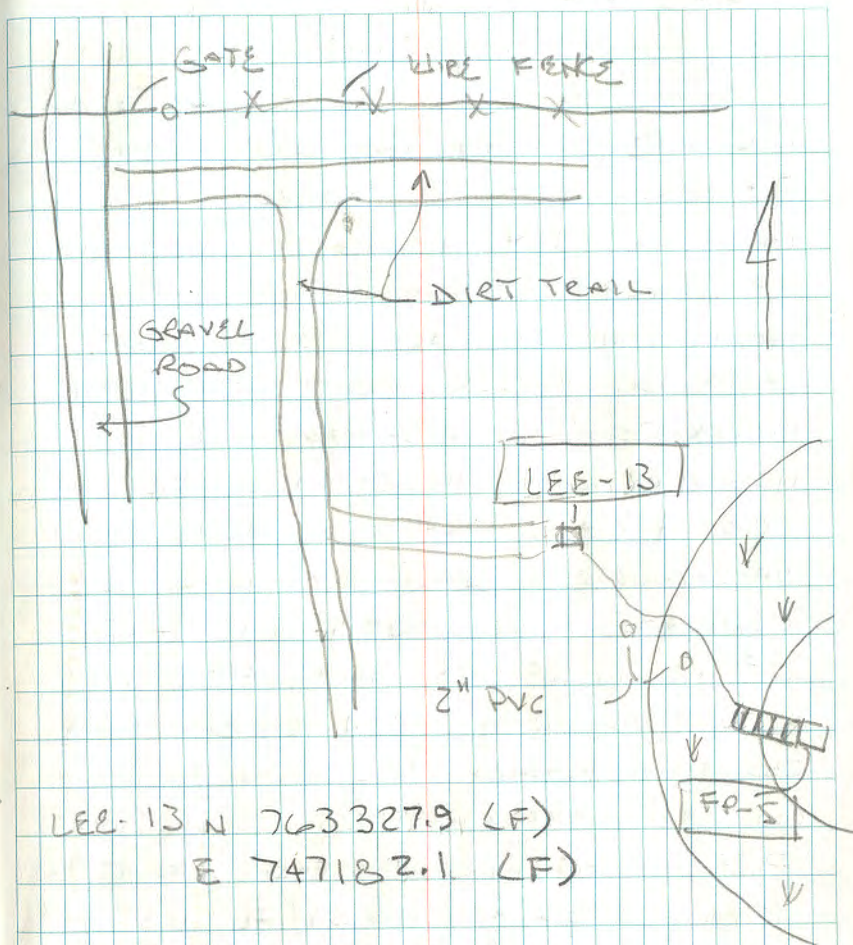 GATE
WIRE FENCE
DIRT TRAIL
GRAVEL
ROAD
LEE-13
2" PVC
FP-5
LEE-13 N 763327.9 (F)
E 747182.1 (F)